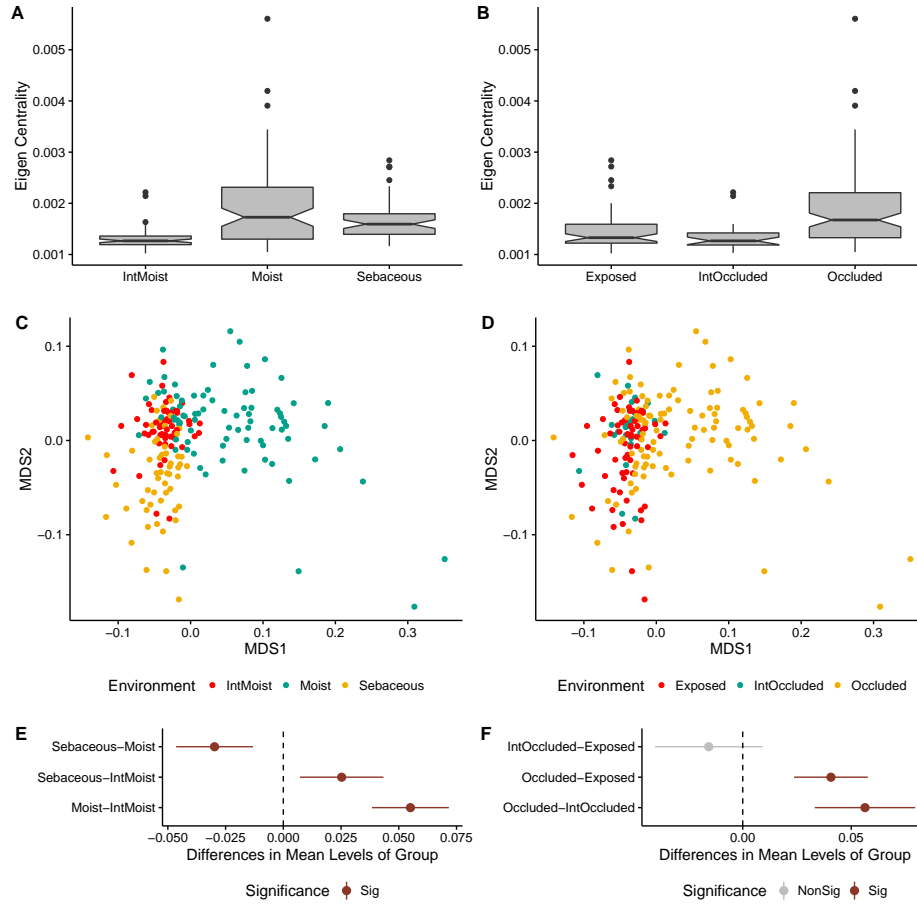 A
Eigen Centrality
0.005
0.004
0.003
0.002
0.001
IntMoist Moist Sebaceous
B
Eigen Centrality
0.005
0.004
0.003
0.002
0.001
Exposed IntOccluded Occluded
C
MDS2
0.1
0.0
−0.1
−0.1 0.0 0.1 0.2 0.3
MDS1
Environment IntMoist Moist Sebaceous
D
MDS2
0.1
0.0
−0.1
−0.1 0.0 0.1 0.2 0.3
MDS1
Environment Exposed IntOccluded Occluded
E
Sebaceous−Moist
Sebaceous−IntMoist
Moist−IntMoist
−0.050 −0.025 0.000 0.025 0.050 0.075
Differences in Mean Levels of Group
Significance Sig
F
IntOccluded−Exposed
Occluded−Exposed
Occluded−IntOccluded
0.00 0.05
Differences in Mean Levels of Group
Significance NonSig Sig